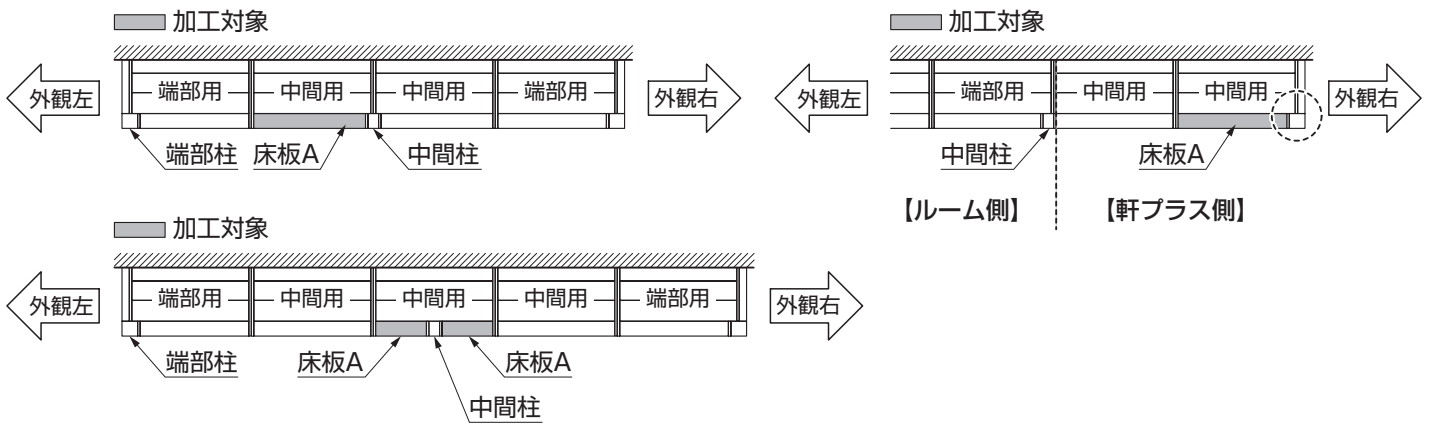 加工対象
外観左
端部用 中間用 中間用 端部用
外観右
端部柱 床板A 中間柱
加工対象
外観左
端部用 中間用 中間用
外観右
中間柱 床板A
【ルーム側】 【軒プラス側】
加工対象
外観左
端部用 中間用 中間用 中間用 端部用
外観右
端部柱 床板A 床板A
中間柱